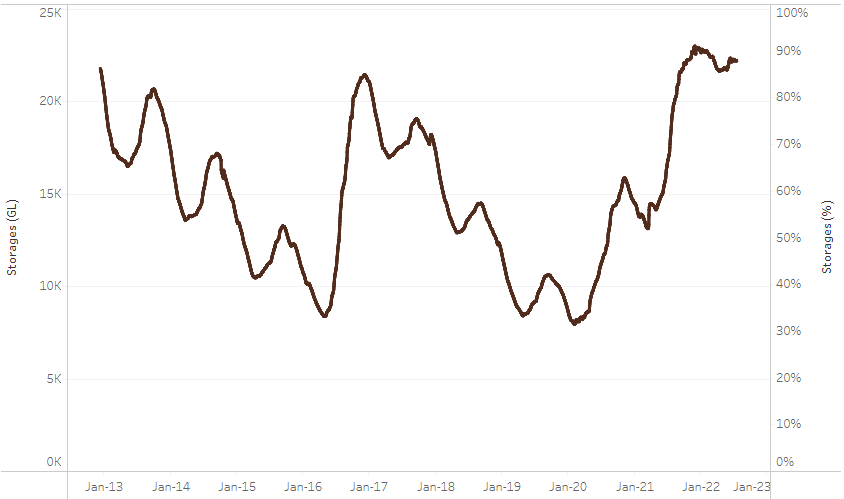 25K
20K
15K
10K
5K
0K
Storages (GL)
100%
90%
80%
70%
60%
50%
40%
30%
20%
10%
0%
Storages (%)
Jan-13 Jan-14 Jan-15 Jan-16 Jan-17 Jan-18 Jan-19 Jan-20 Jan-21 Jan-22 Jan-23